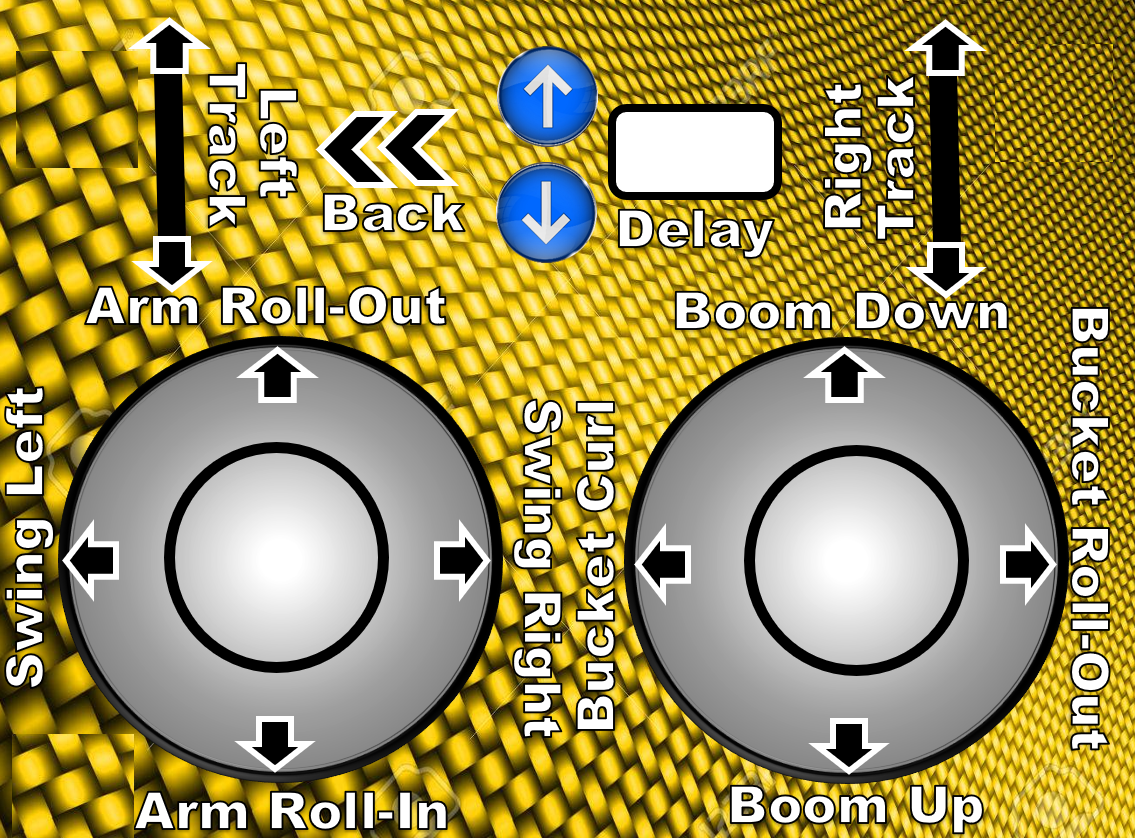 Left
Track
Back
Delay
Right
Track
Arm Roll-Out
Boom Down
Swing Left
Swing Right
Bucket Curl
Bucket Roll-Out
Arm Roll-In
Boom Up